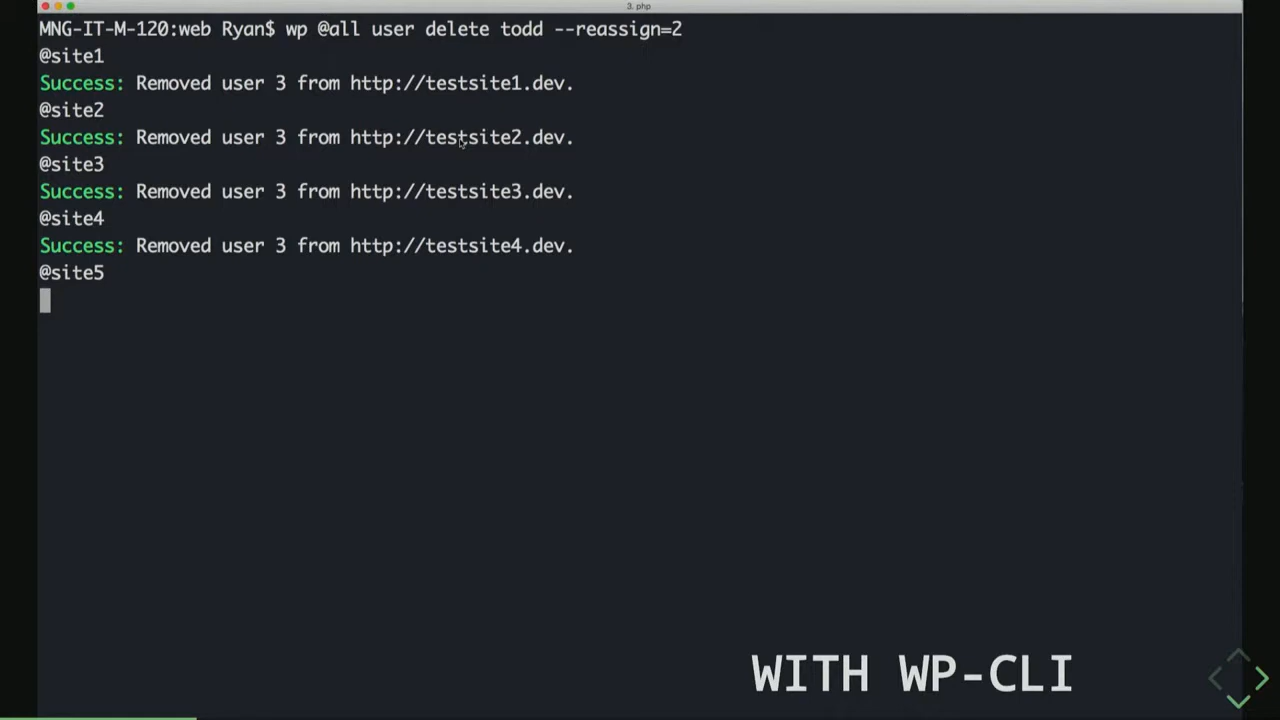 3. php
MNG-IT-M-120:web Ryan$ wp @all user delete todd --reassign=2
@site1
Success: Removed user 3 from http://testsite1.dev.
@site2
Success: Removed user 3 from http://testsite2.dev.
@site3
Success: Removed user 3 from http://testsite3.dev.
@site4
Success: Removed user 3 from http://testsite4.dev.
@site5
WITH WP-CLI